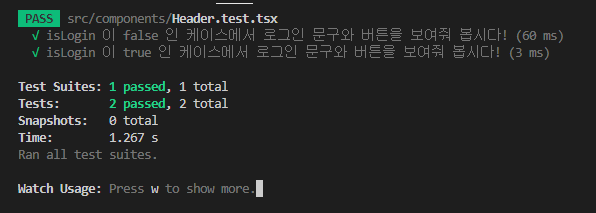 PASS src/components/Header.test.tsx
√ isLogin 이 false 인 케이스에서 로그인 문구와 버튼을 보여줘 봅시다! (60 ms)
√ isLogin 이 true 인 케이스에서 로그인 문구와 버튼을 보여줘 봅시다! (3 ms)
Test Suites: 1 passed, 1 total
Tests: 2 passed, 2 total
Snapshots: 0 total
Time: 1.267 s
Ran all test suites.
Watch Usage: Press w to show more.